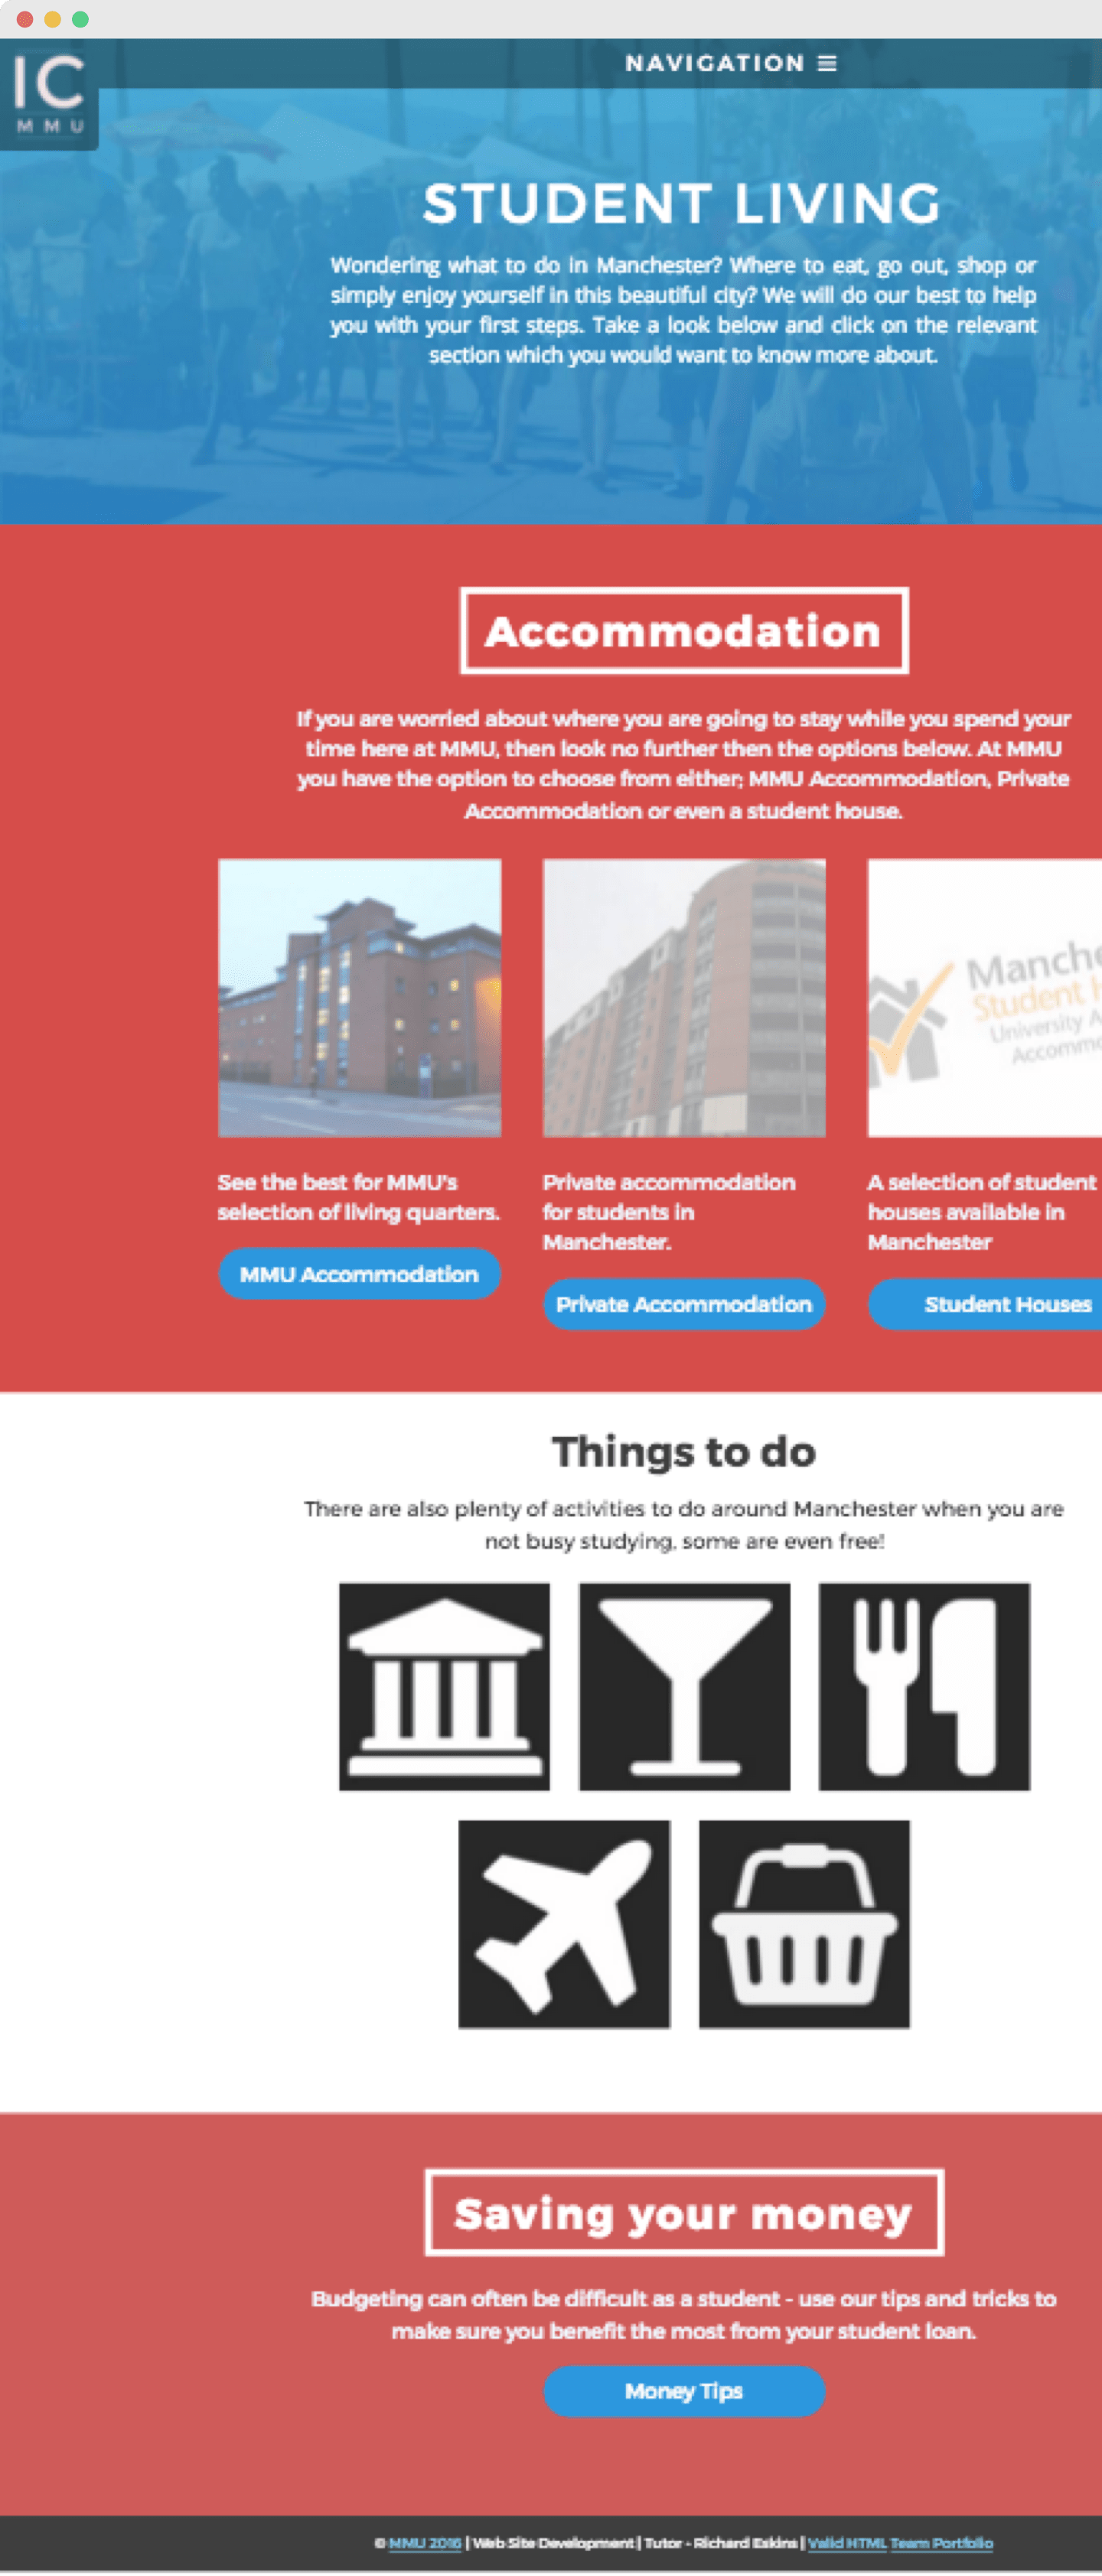 IC
MMU
NAVIGATION
STUDENT LIVING
Wondering what to do in Manchester? Where to eat, go out, shop or
simply enjoy yourself in this beautiful city? We will do our best to help
you with your first steps. Take a look below and click on the relevant
section which you would want to know more about.
Accommodation
If you are worried about where you are going to stay while you spend your
time here at MMU, then look no further then the options below. At MMU
you have the option to choose from either; MMU Accommodation, Private
Accommodation or even a student house.
Manche
Student H
University A
Accommo
See the best for MMU's
selection of living quarters.
MMU Accommodation
Private accommodation
for students in
Manchester.
Private Accommodation
A selection of student
houses available in
Manchester
Student Houses
Things to do
There are also plenty of activities to do around Manchester when you are
not busy studying, some are even free!
Saving your money
Budgeting can often be difficult as a student - use our tips and tricks to
make sure you benefit the most from your student loan.
Money Tips
© MMU 2016 | Web Site Development | Tutor - Richard Eskins | Valid HTML Team Portfolio